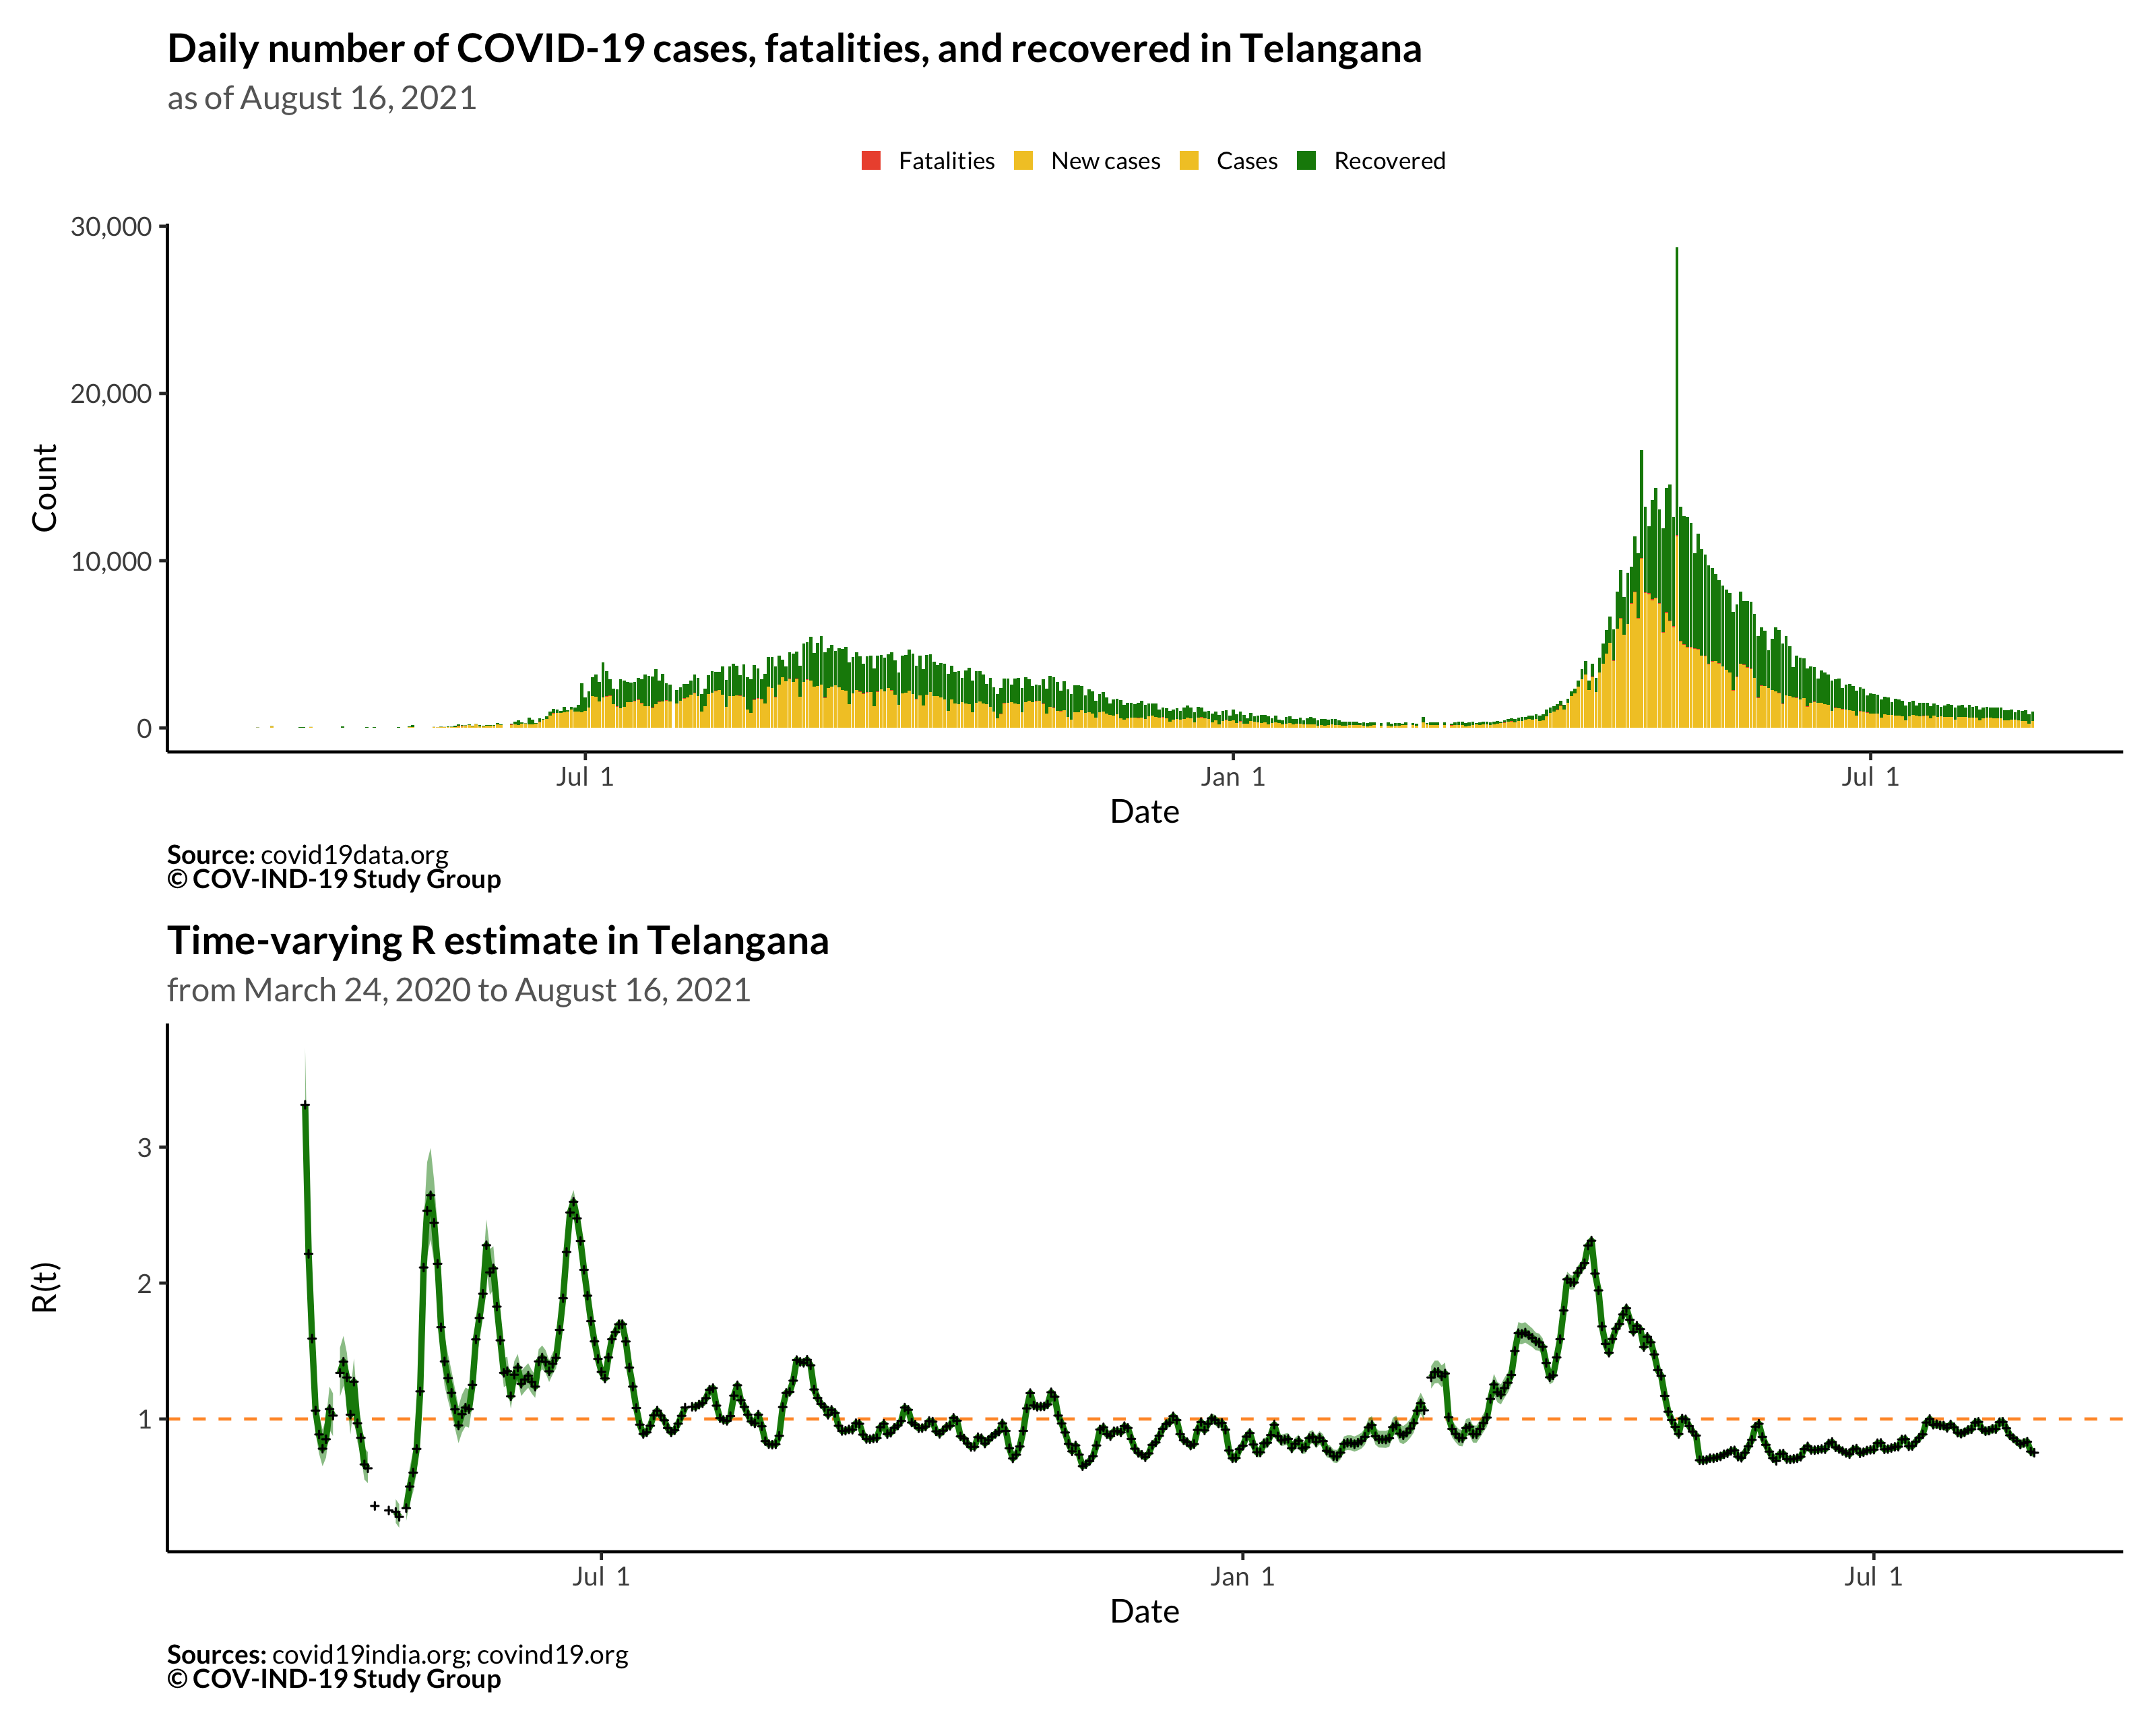 Daily number of COVID-19 cases, fatalities, and recovered in Telangana
as of August 16, 2021
Fatalities New cases Cases Recovered
30,000
20,000
10,000
0
Count
Jul 1 Jan 1 Jul 1
Date
Source: covid19data.org
© COV-IND-19 Study Group
Time-varying R estimate in Telangana
from March 24, 2020 to August 16, 2021
3
2
1
R(t)
Jul 1 Jan 1 Jul 1
Date
Sources: covid19india.org; covind19.org
© COV-IND-19 Study Group